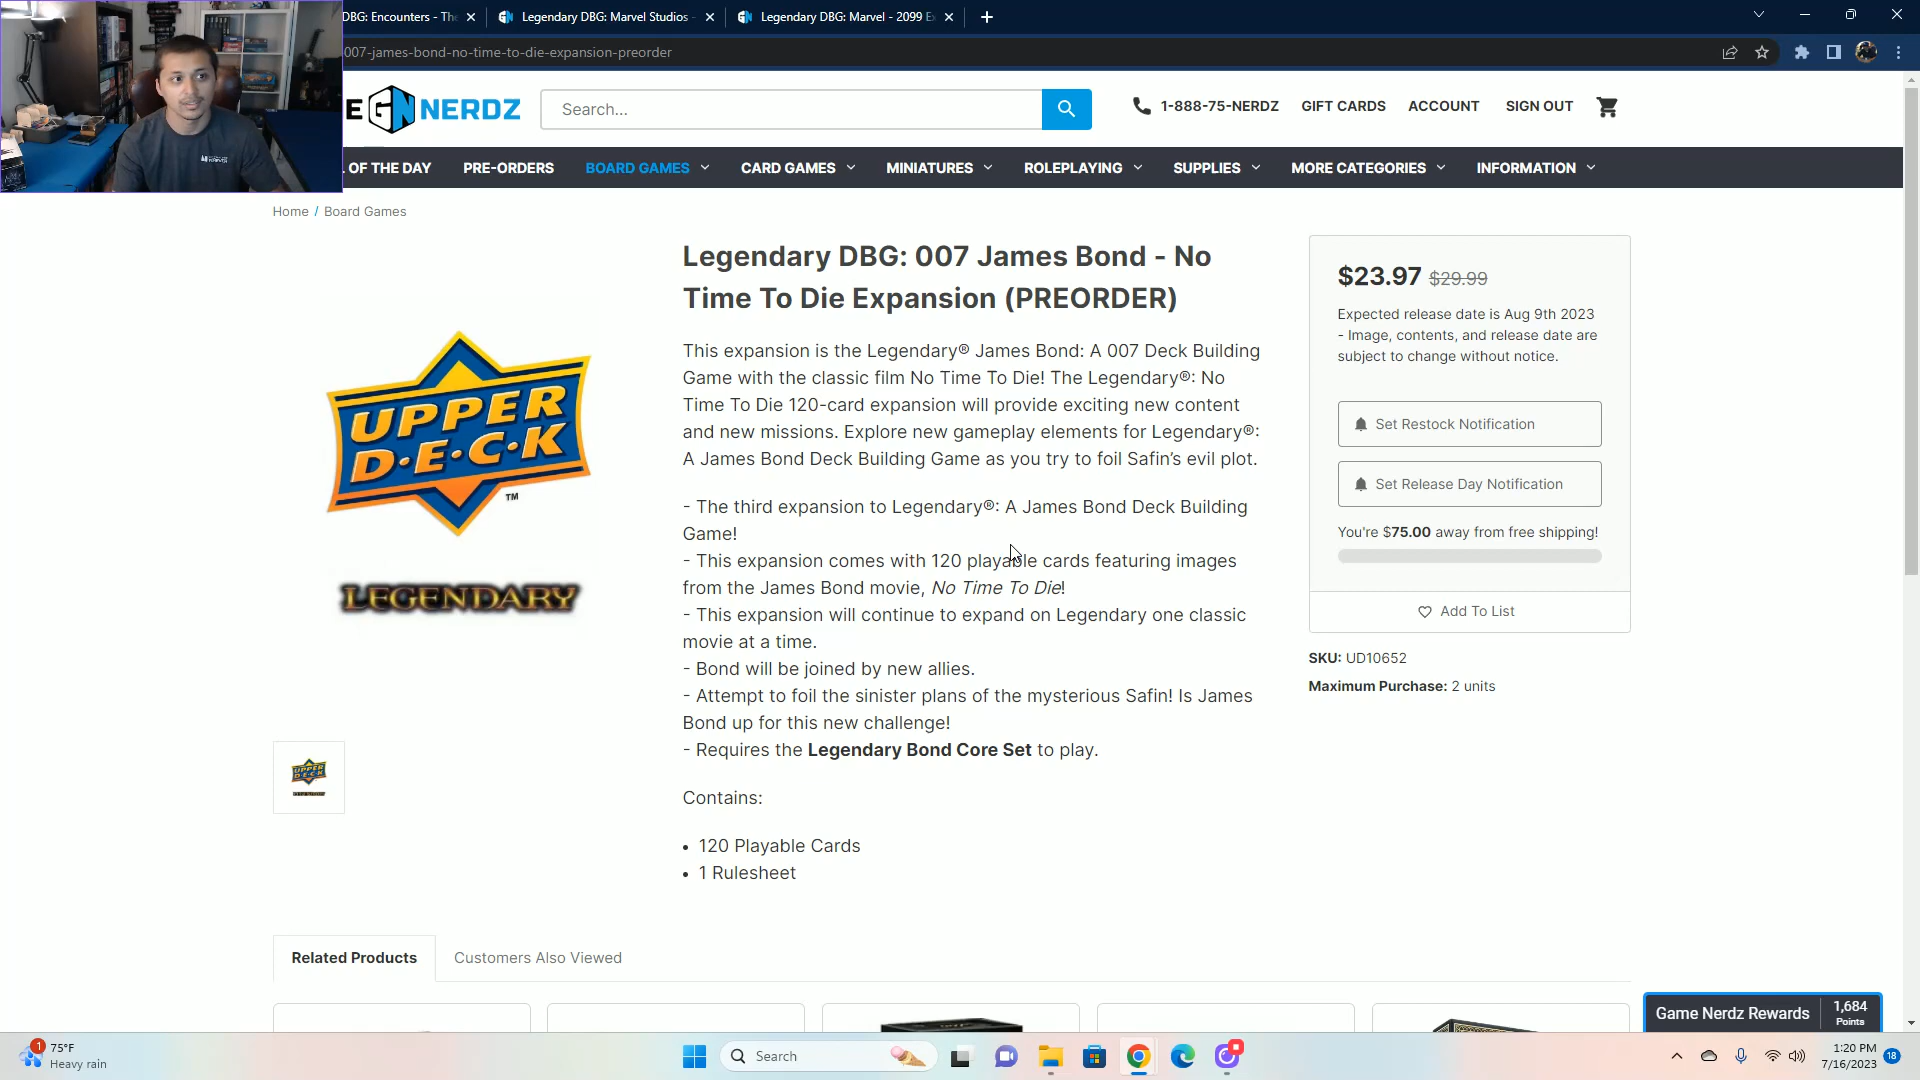 DBG: Encounters - The
Legendary DBG: Marvel Studios -
Legendary DBG: Marvel - 2099 E
007-james-bond-no-time-to-die-expansion-preorder
E GN NERDZ
Search...
1-888-75-NERDZ
GIFT CARDS
ACCOUNT
SIGN OUT
L OF THE DAY
PRE-ORDERS
BOARD GAMES
CARD GAMES
MINIATURES
ROLEPLAYING
SUPPLIES
MORE CATEGORIES
INFORMATION
Home / Board Games
UPPER
D·E·C·K
TM
LEGENDARY
Legendary DBG: 007 James Bond - No
Time To Die Expansion (PREORDER)
This expansion is the Legendary® James Bond: A 007 Deck Building
Game with the classic film No Time To Die! The Legendary®: No
Time To Die 120-card expansion will provide exciting new content
and new missions. Explore new gameplay elements for Legendary®:
A James Bond Deck Building Game as you try to foil Safin's evil plot.
- The third expansion to Legendary®: A James Bond Deck Building
Game!
- This expansion comes with 120 playable cards featuring images
from the James Bond movie, No Time To Die!
- This expansion will continue to expand on Legendary one classic
movie at a time.
- Bond will be joined by new allies.
- Attempt to foil the sinister plans of the mysterious Safin! Is James
Bond up for this new challenge!
- Requires the Legendary Bond Core Set to play.
Contains:
• 120 Playable Cards
• 1 Rulesheet
$23.97 $29.99
Expected release date is Aug 9th 2023
- Image, contents, and release date are
subject to change without notice.
Set Restock Notification
Set Release Day Notification
You're $75.00 away from free shipping!
Add To List
SKU: UD10652
Maximum Purchase: 2 units
UPPER
D·E·C·K
Related Products
Customers Also Viewed
Game Nerdz Rewards
1,684
Points
1
75°F
Heavy rain
Search
1:20 PM
7/16/2023
18